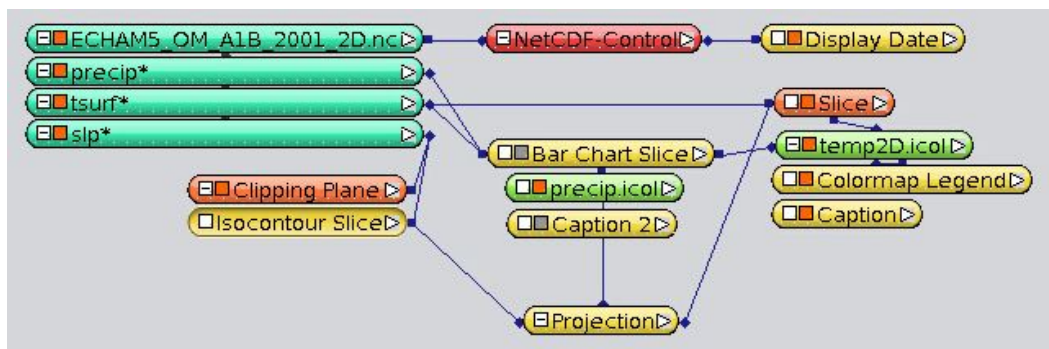 ECHAM5_OM_A1B_2001_2D.nc
NetCDF-Control
Display Date
precip*
tsurf*
Slice
slp*
temp2D.icol
Bar Chart Slice
Colormap Legend
Clipping Plane
precip.icol
Caption
Isocontour Slice
Caption 2
Projection